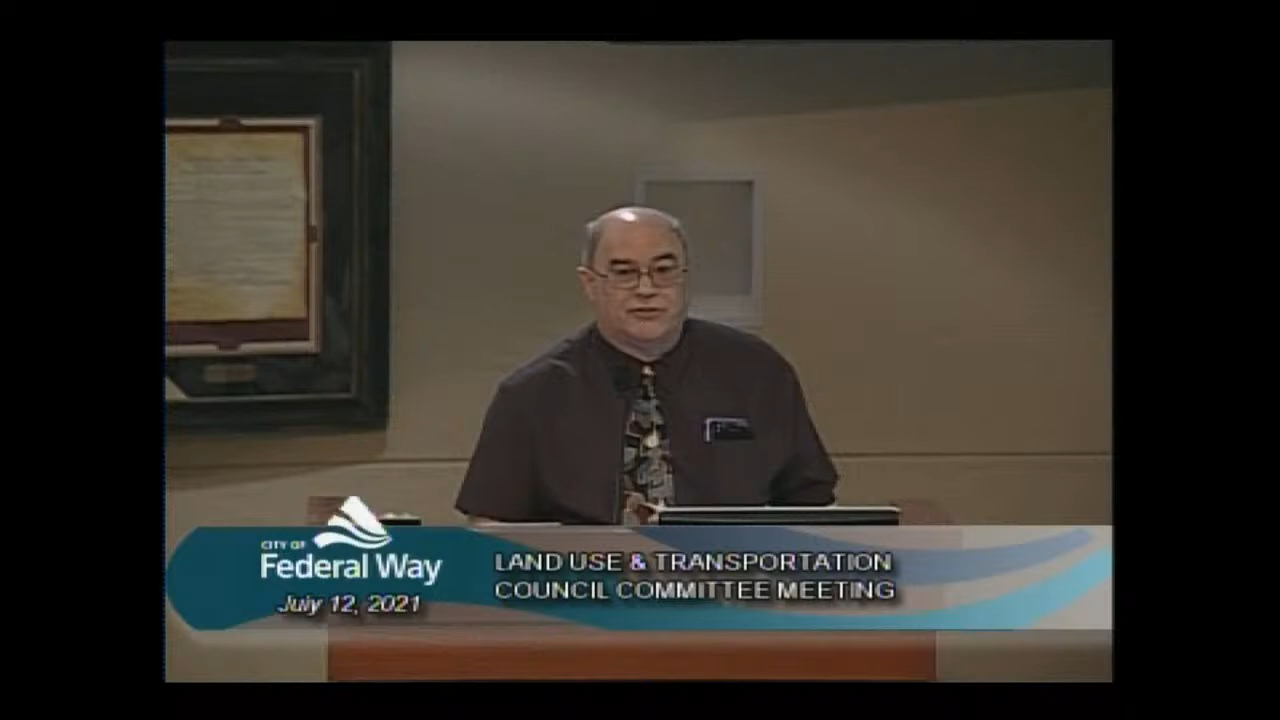 CITY OF
Federal Way
July 12, 2021
LAND USE & TRANSPORTATION
COUNCIL COMMITTEE MEETING